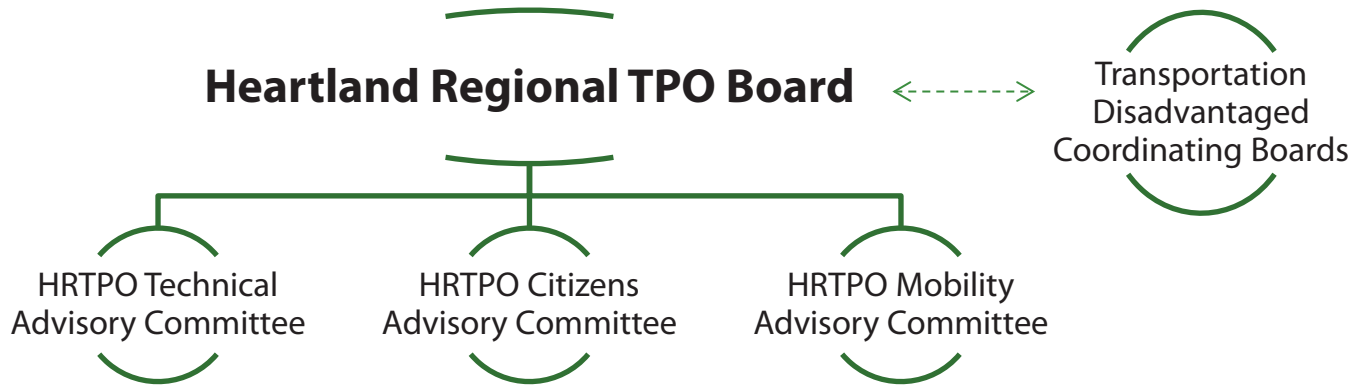 Heartland Regional TPO Board
Transportation
Disadvantaged
Coordinating Boards
HRTPO Technical
Advisory Committee
HRTPO Citizens
Advisory Committee
HRTPO Mobility
Advisory Committee